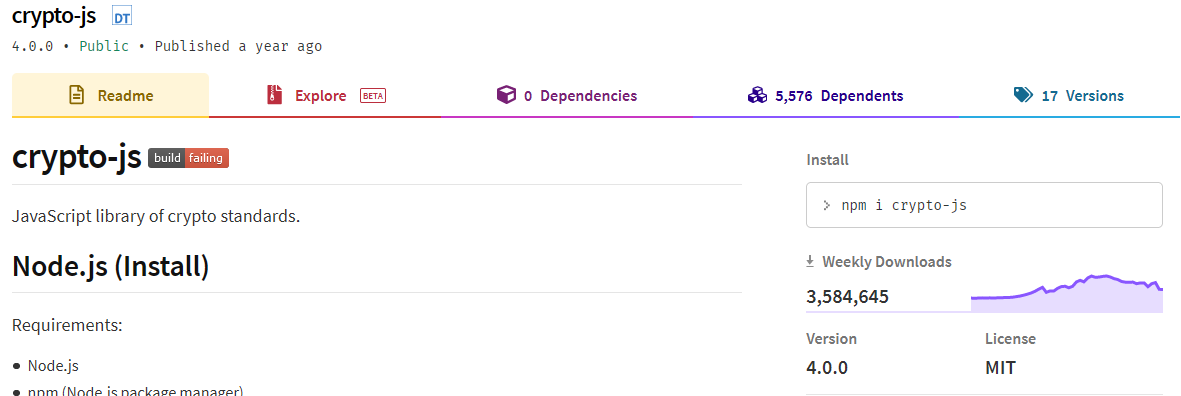 crypto-js DT
4.0.0 • Public • Published a year ago
Readme
Explore BETA
0 Dependencies
5,576 Dependents
17 Versions
crypto-js build failing
JavaScript library of crypto standards.
Node.js (Install)
Requirements:
• Node.js
• npm (Node.js package manager)
Install
> npm i crypto-js
Weekly Downloads
3,584,645
Version
License
4.0.0
MIT